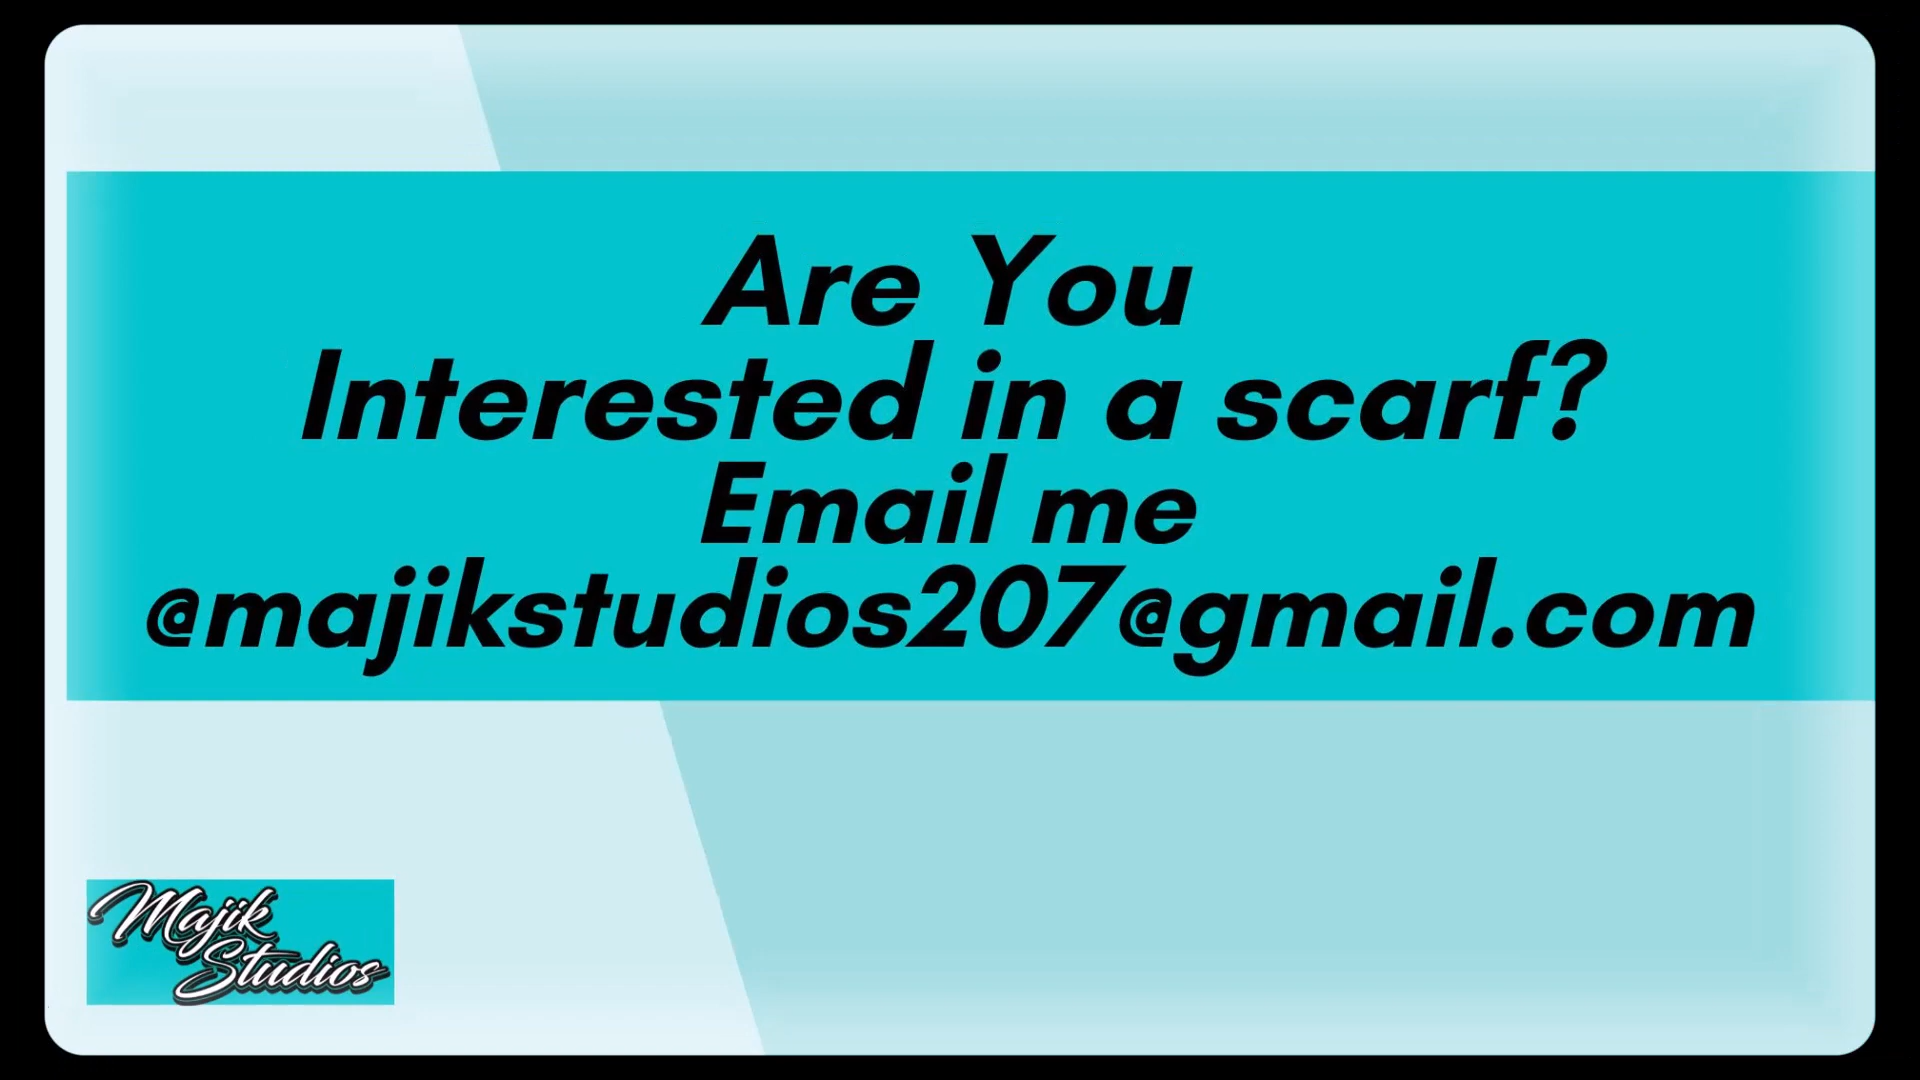 Are You
Interested in a scarf?
Email me
@majikstudios207@gmail.com
Majik
Studios